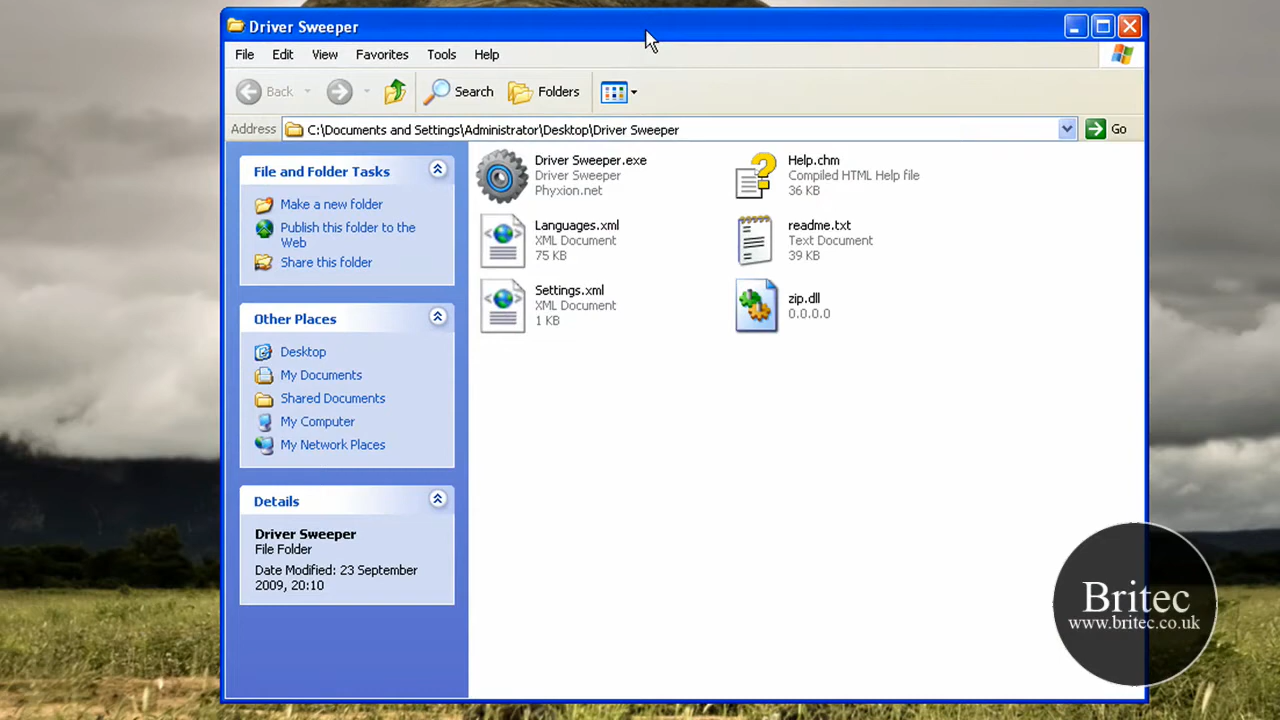 Driver Sweeper
File Edit View Favorites Tools Help
Back Search Folders
Address C:\Documents and Settings\Administrator\Desktop\Driver Sweeper Go
File and Folder Tasks
Make a new folder
Publish this folder to the
Web
Share this folder
Other Places
Desktop
My Documents
Shared Documents
My Computer
My Network Places
Details
Driver Sweeper
File Folder
Date Modified: 23 September
2009, 20:10
Driver Sweeper.exe
Driver Sweeper
Phyxion.net
Help.chm
Compiled HTML Help file
36 KB
Languages.xml
XML Document
75 KB
readme.txt
Text Document
39 KB
Settings.xml
XML Document
1 KB
zip.dll
0.0.0.0
Britec
www.britec.co.uk